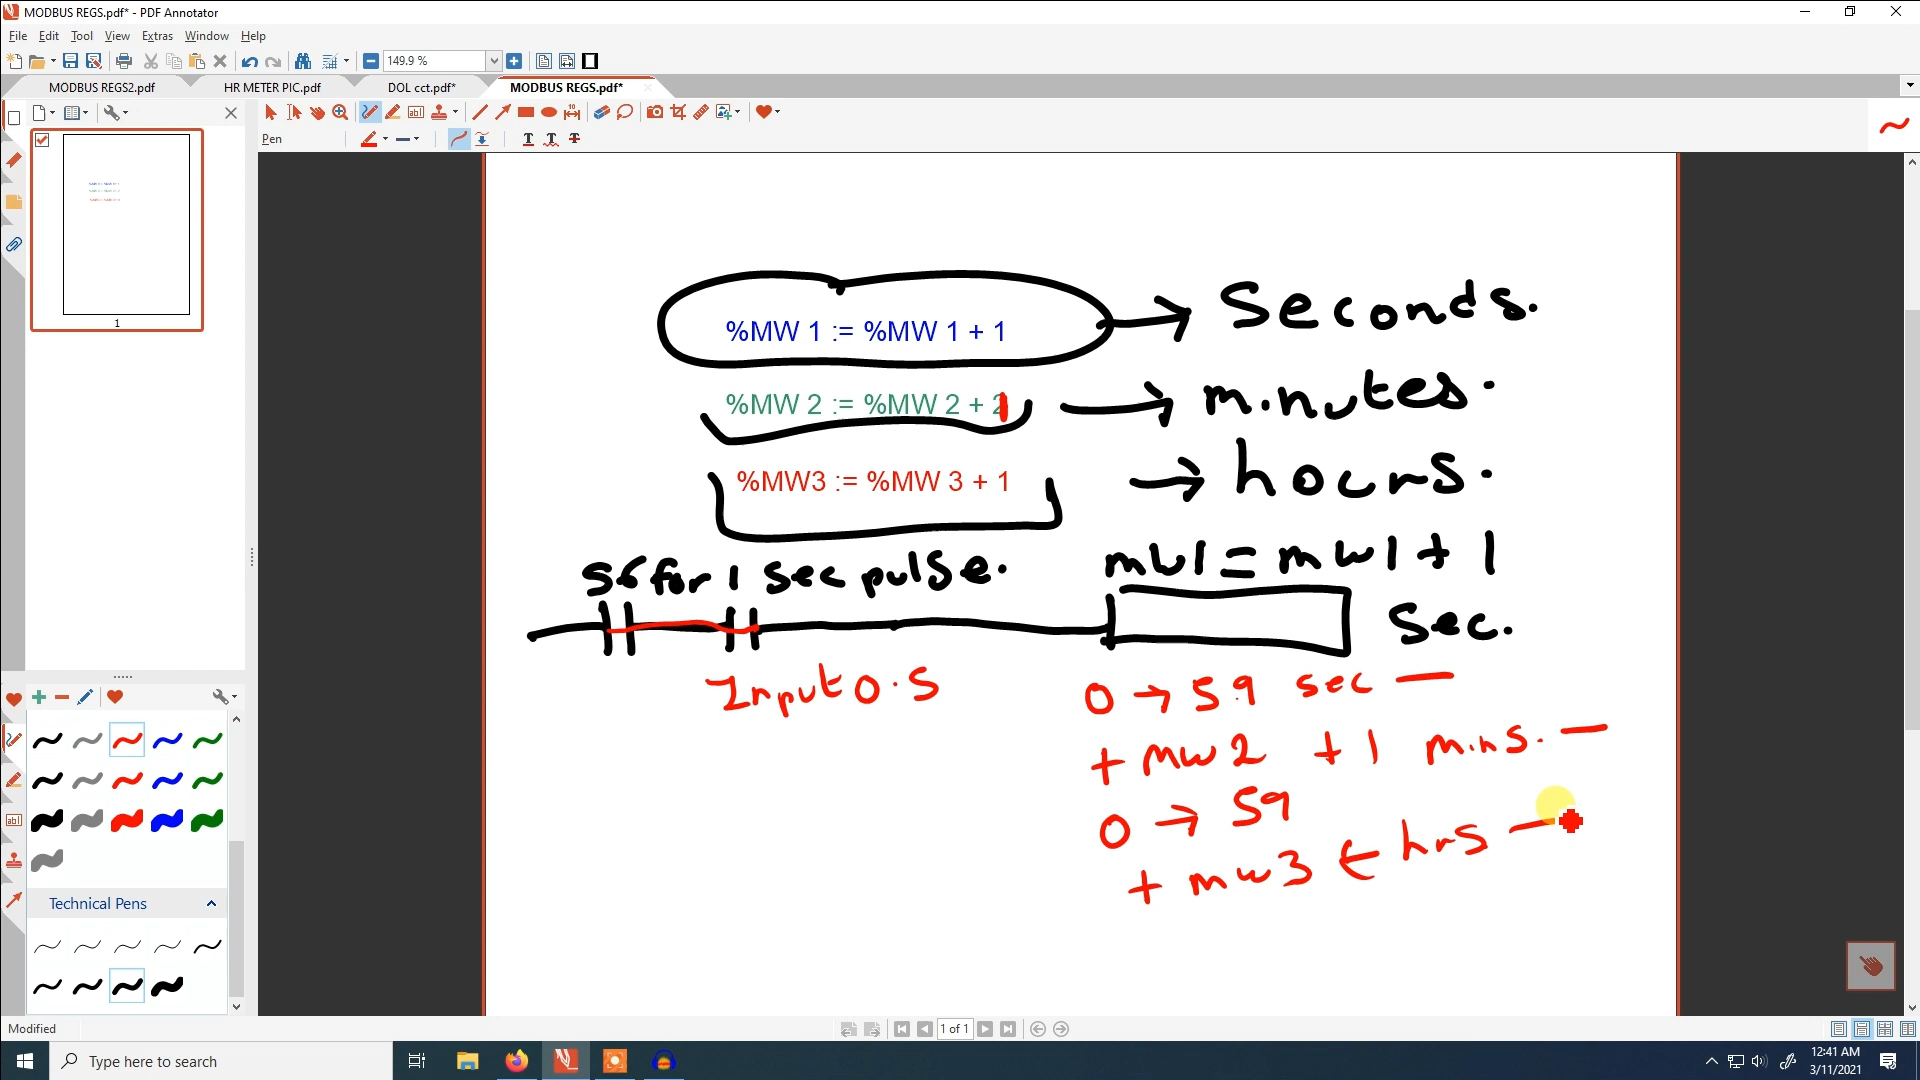 MODBUS REGS.pdf* - PDF Annotator
File Edit Tool View Extras Window Help
149.9 %
MODBUS REGS2.pdf HR METER PIC.pdf DOL cct.pdf* MODBUS REGS.pdf*
Pen
1
%MW 1 := %MW 1 + 1 → Seconds.
%MW 2 := %MW 2 + 1 → minutes.
%MW3 := %MW 3 + 1 → hours.
S6 for 1 sec pulse. mw1 = mw1 + 1
Sec.
Input 0.5
0 → 59 sec —
+ mw2 +1 mins. —
0 → 59
+ mw3 ← hrs —
Technical Pens
Modified
1 of 1
Type here to search
12:41 AM
3/11/2021